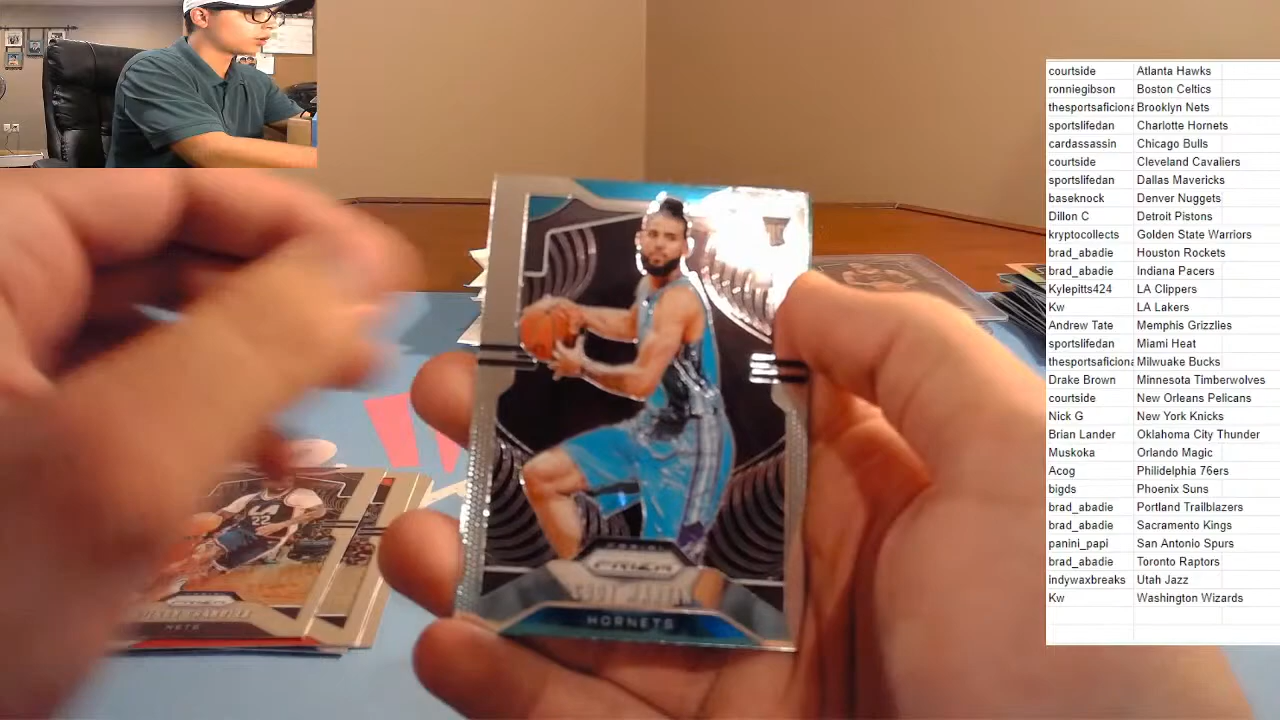 courtside Atlanta Hawks
ronniegibson Boston Celtics
thesportsaficiona Brooklyn Nets
sportslifedan Charlotte Hornets
cardassassin Chicago Bulls
courtside Cleveland Cavaliers
sportslifedan Dallas Mavericks
baseknock Denver Nuggets
Dillon C Detroit Pistons
kryptocollects Golden State Warriors
brad_abadie Houston Rockets
brad_abadie Indiana Pacers
Kylepitts424 LA Clippers
Kw LA Lakers
Andrew Tate Memphis Grizzlies
sportslifedan Miami Heat
thesportsaficiona Milwuake Bucks
Drake Brown Minnesota Timberwolves
courtside New Orleans Pelicans
Nick G New York Knicks
Brian Lander Oklahoma City Thunder
Muskoka Orlando Magic
Acog Philidelphia 76ers
bigds Phoenix Suns
brad_abadie Portland Trailblazers
brad_abadie Sacramento Kings
panini_papi San Antonio Spurs
brad_abadie Toronto Raptors
indywaxbreaks Utah Jazz
Kw Washington Wizards
PRIZM
HORNETS
LA
22
NETS